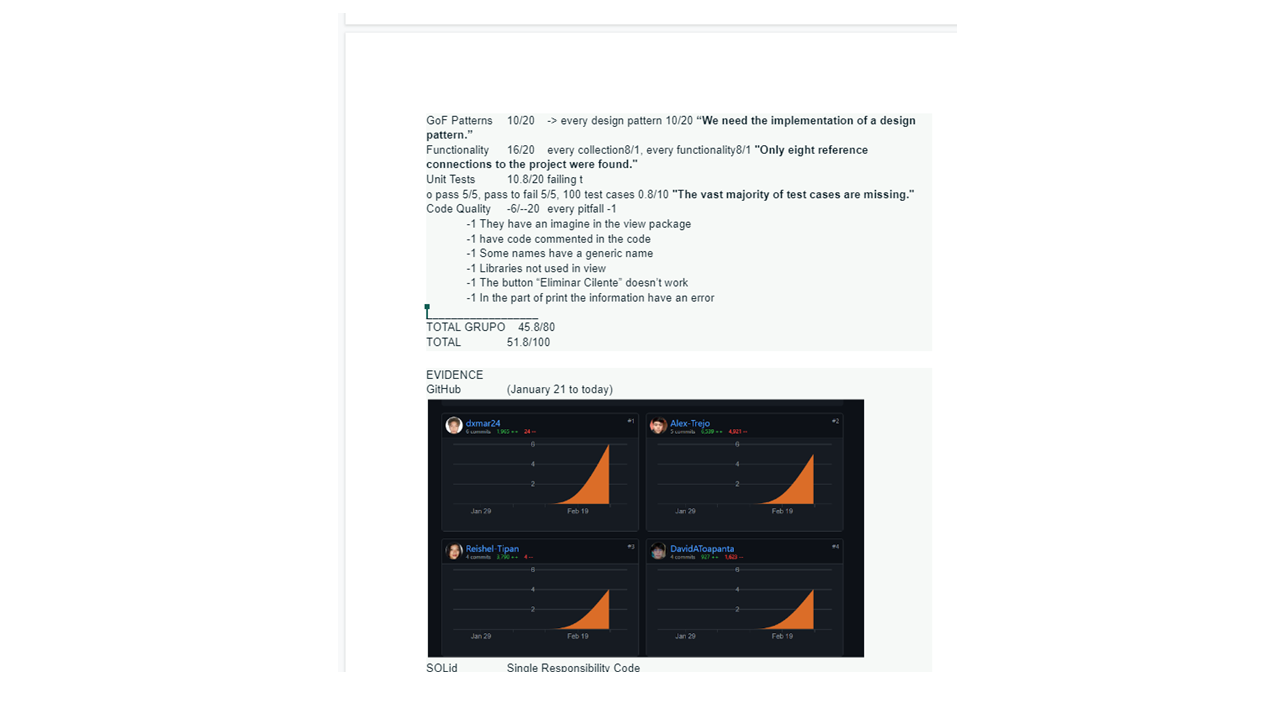 GoF Patterns 10/20 -> every design pattern 10/20 “We need the implementation of a design
pattern.”
Functionality 16/20 every collection8/1, every functionality8/1 "Only eight reference
connections to the project were found."
Unit Tests 10.8/20 failing t
o pass 5/5, pass to fail 5/5, 100 test cases 0.8/10 "The vast majority of test cases are missing."
Code Quality -6/--20 every pitfall -1
-1 They have an imagine in the view package
-1 have code commented in the code
-1 Some names have a generic name
-1 Libraries not used in view
-1 The button “Eliminar Cilente” doesn’t work
-1 In the part of print the information have an error
__________________
TOTAL GRUPO 45.8/80
TOTAL 51.8/100
EVIDENCE
GitHub (January 21 to today)
dxmar24 #1
6 commits 1,963 ++ 24 --
6
4
2
Jan 29 Feb 19
Alex-Trejo #2
5 commits 6,539 ++ 4,921 --
6
4
2
Jan 29 Feb 19
Reishel-Tipan #3
4 commits 3,790 ++ 4 --
6
4
2
Jan 29 Feb 19
DavidAToapanta #4
4 commits 927 ++ 1,623 --
6
4
2
Jan 29 Feb 19
SOLid Single Responsibility Code